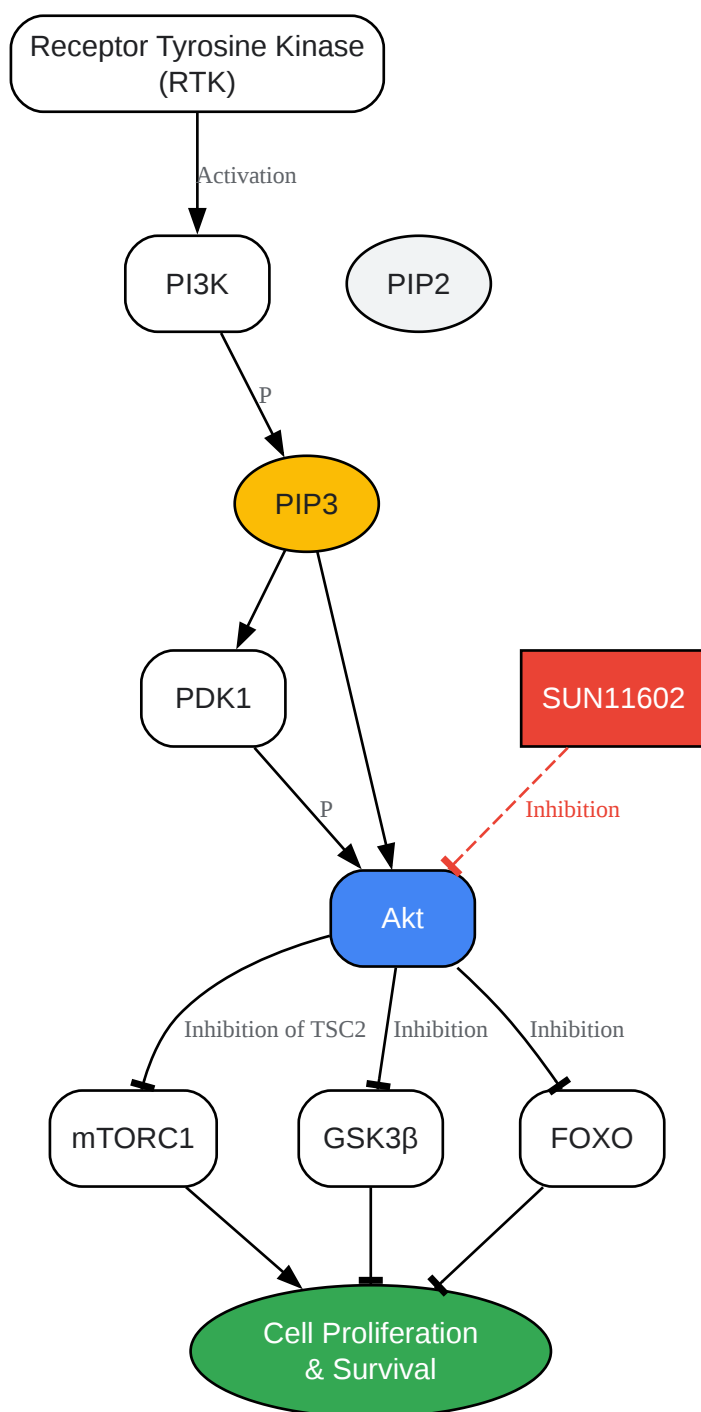 Receptor Tyrosine Kinase
(RTK)
Activation
PI3K
PIP2
P
PIP3
PDK1
SUN11602
P
Inhibition
Akt
Inhibition of TSC2
Inhibition
Inhibition
mTORC1
GSK3β
FOXO
Cell Proliferation
& Survival